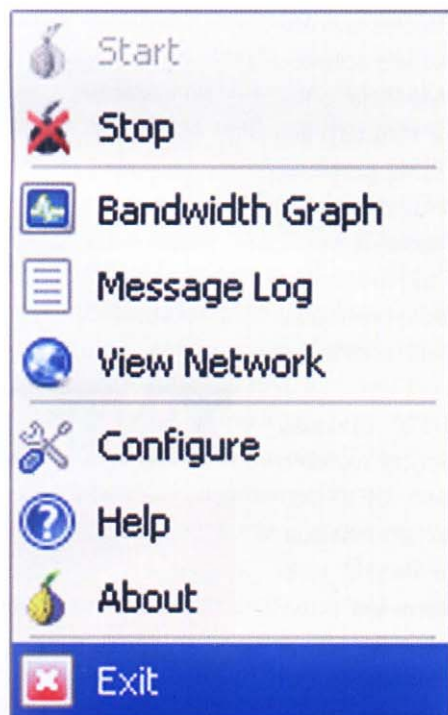 Start
Stop
Bandwidth Graph
Message Log
View Network
Configure
Help
About
Exit